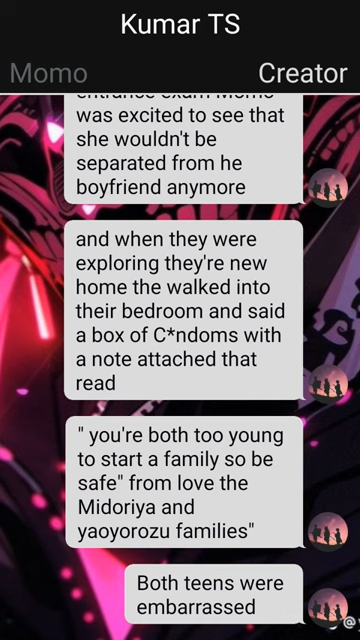 Kumar TS
Momo
Creator
entrance exam Momo
was excited to see that
she wouldn't be
separated from he
boyfriend anymore
and when they were
exploring they're new
home the walked into
their bedroom and said
a box of C*ndoms with
a note attached that
read
" you're both too young
to start a family so be
safe" from love the
Midoriya and
yaoyorozu families"
Both teens were
embarrassed
@